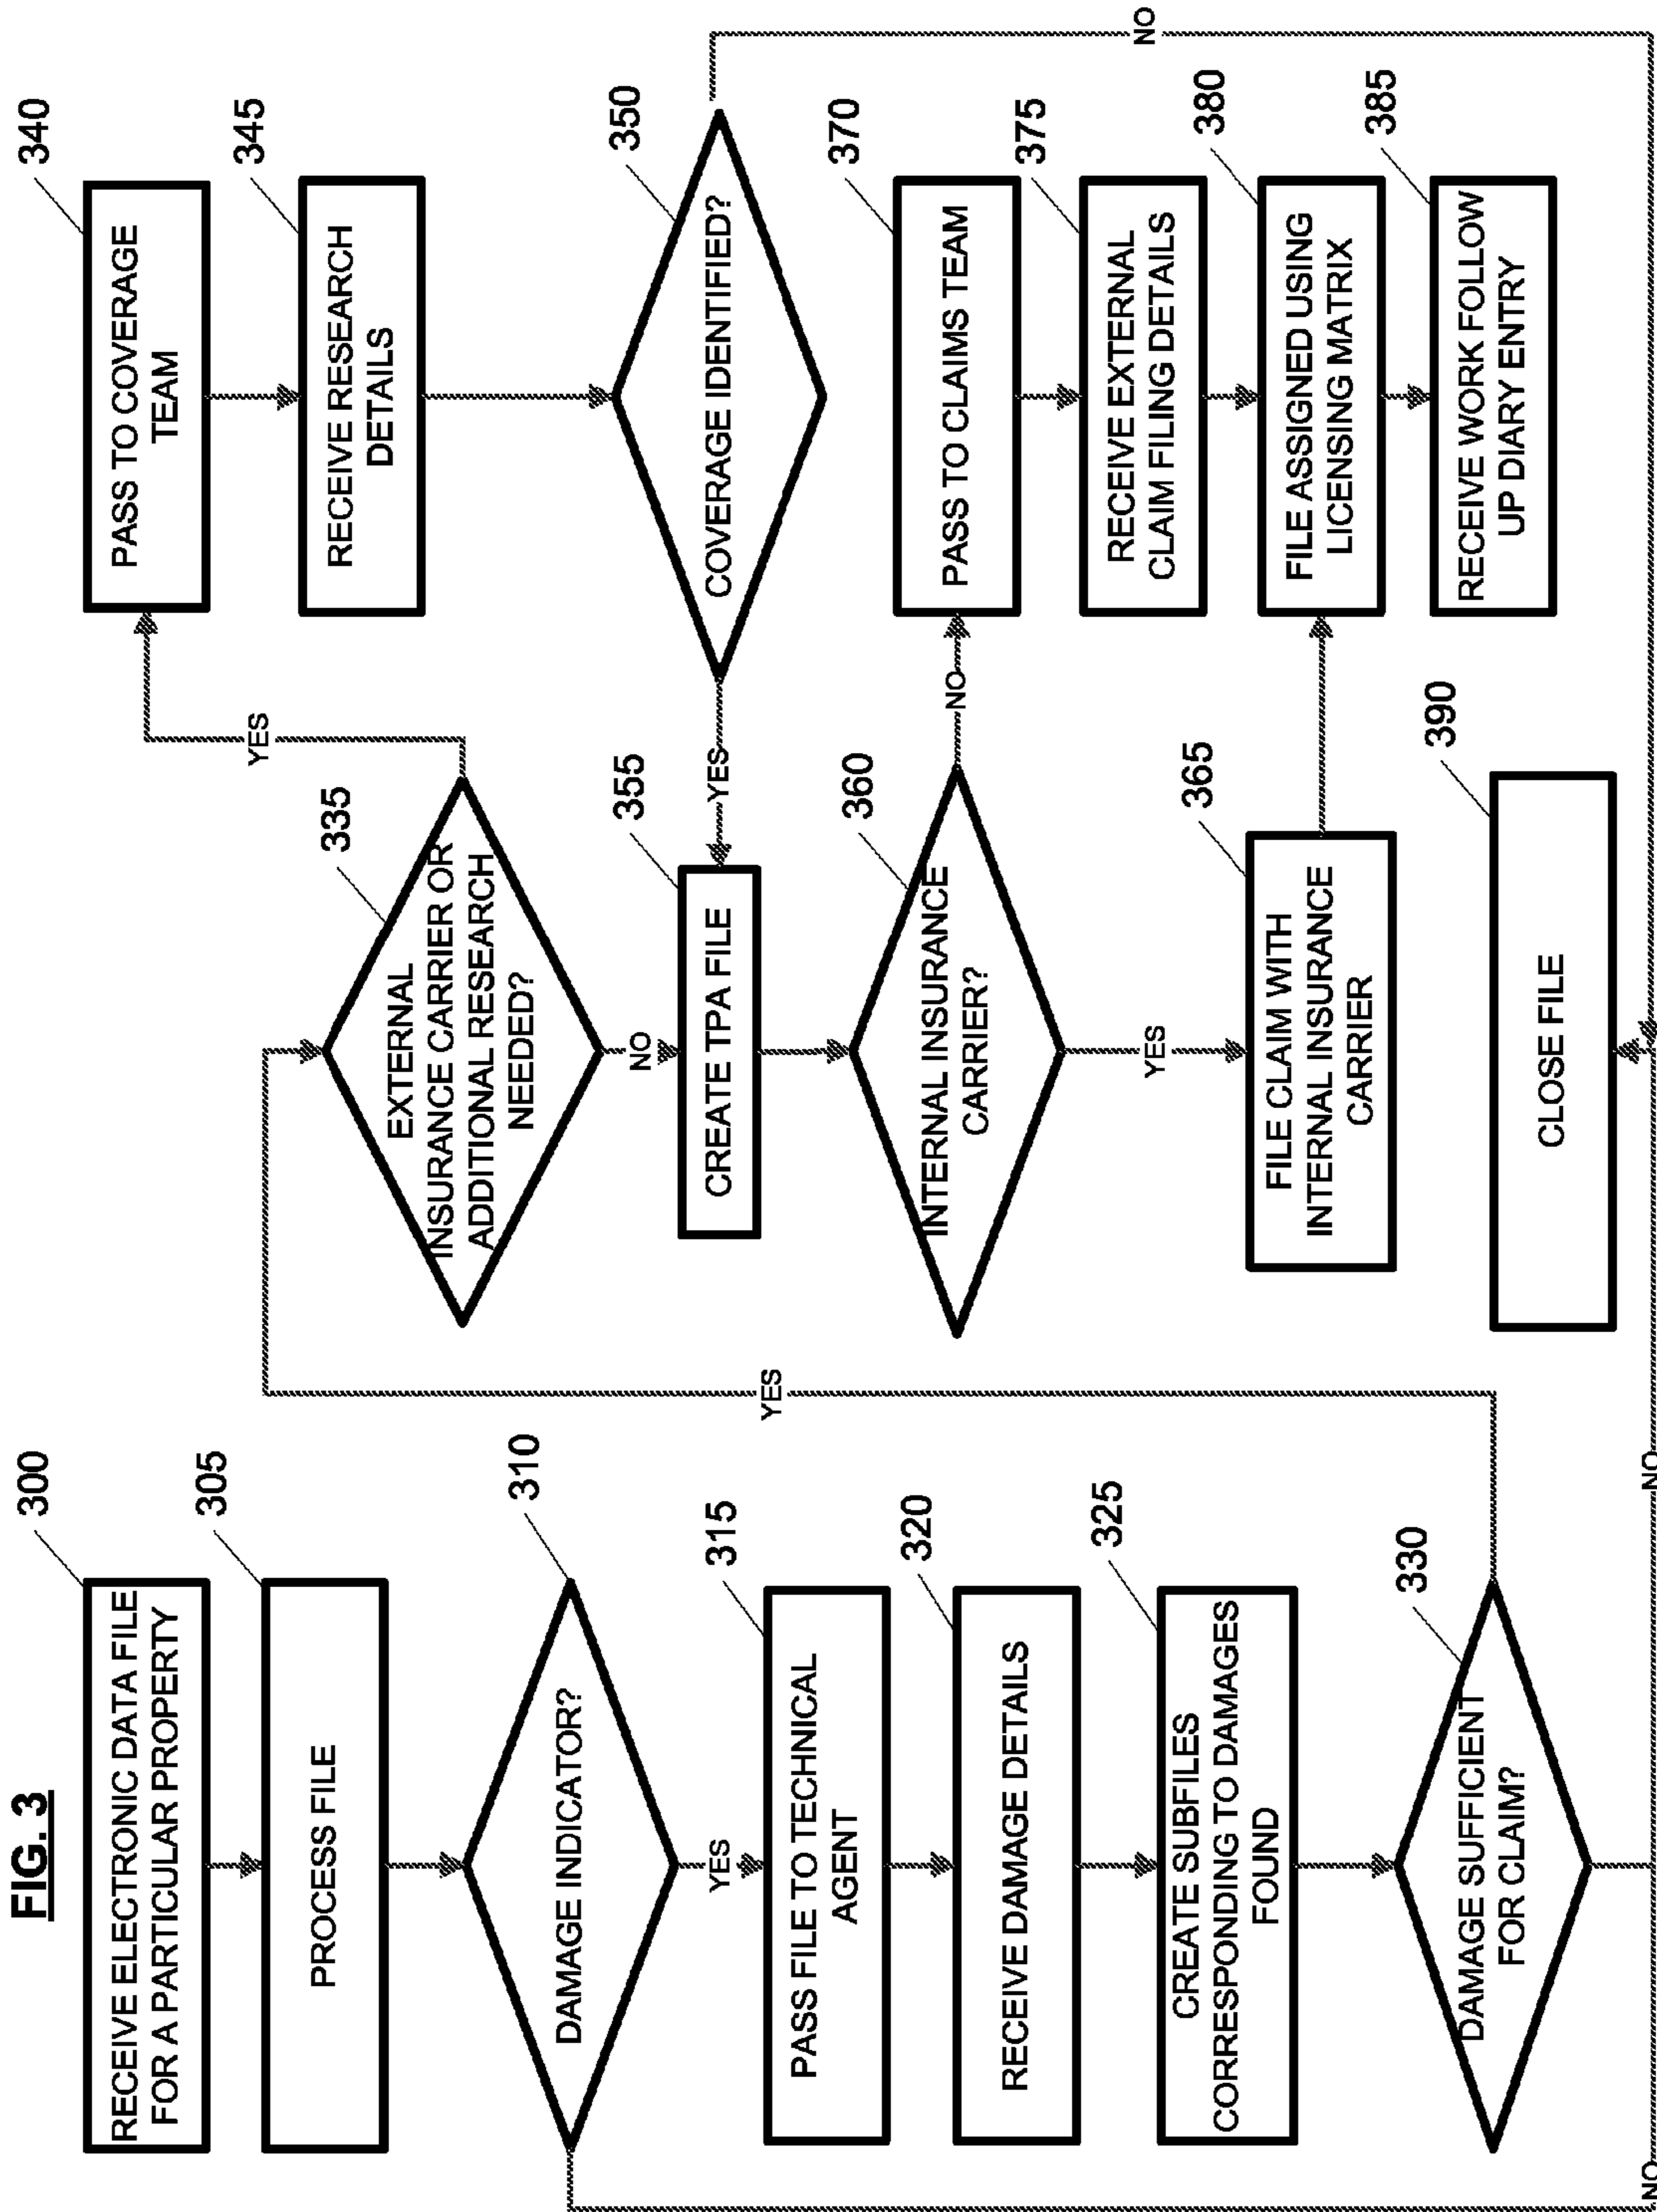 FIG. 3
300
RECEIVE ELECTRONIC DATA FILE
FOR A PARTICULAR PROPERTY
305
PROCESS FILE
310
DAMAGE INDICATOR?
YES
315
PASS FILE TO TECHNICAL
AGENT
320
RECEIVE DAMAGE DETAILS
325
CREATE SUBFILES
CORRESPONDING TO DAMAGES
FOUND
330
DAMAGE SUFFICIENT
FOR CLAIM?
NO
NO
YES
335
EXTERNAL
INSURANCE CARRIER OR
ADDITIONAL RESEARCH
NEEDED?
YES
NO
340
PASS TO COVERAGE
TEAM
345
RECEIVE RESEARCH
DETAILS
350
COVERAGE IDENTIFIED?
YES
NO
355
CREATE TPA FILE
360
INTERNAL INSURANCE
CARRIER?
NO
YES
365
FILE CLAIM WITH
INTERNAL INSURANCE
CARRIER
370
PASS TO CLAIMS TEAM
375
RECEIVE EXTERNAL
CLAIM FILING DETAILS
380
FILE ASSIGNED USING
LICENSING MATRIX
385
RECEIVE WORK FOLLOW
UP DIARY ENTRY
390
CLOSE FILE